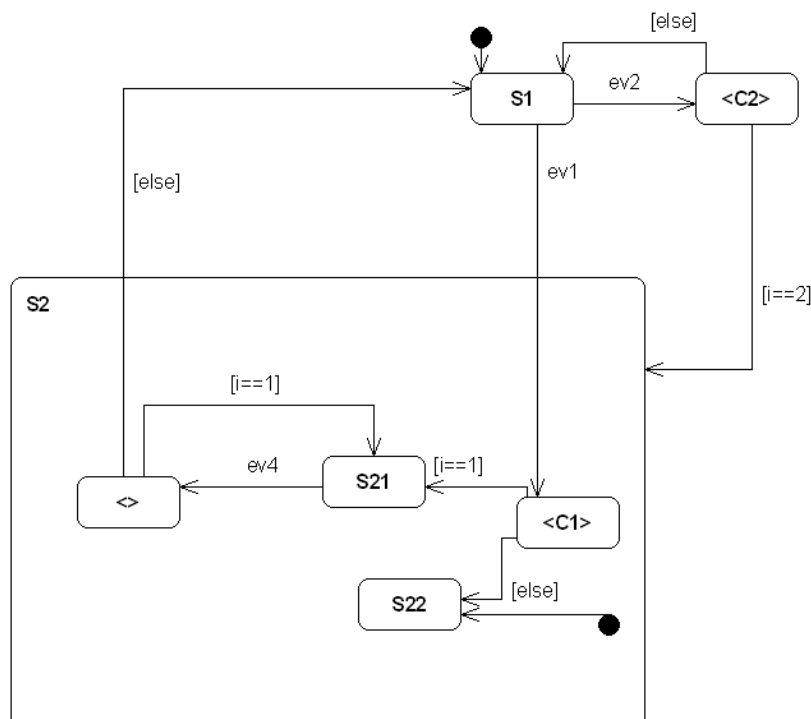 [else]
S1
ev2
<C2>
[else]
ev1
S2
[i==2]
[i==1]
ev4
S21
[i==1]
<>
<C1>
S22
[else]